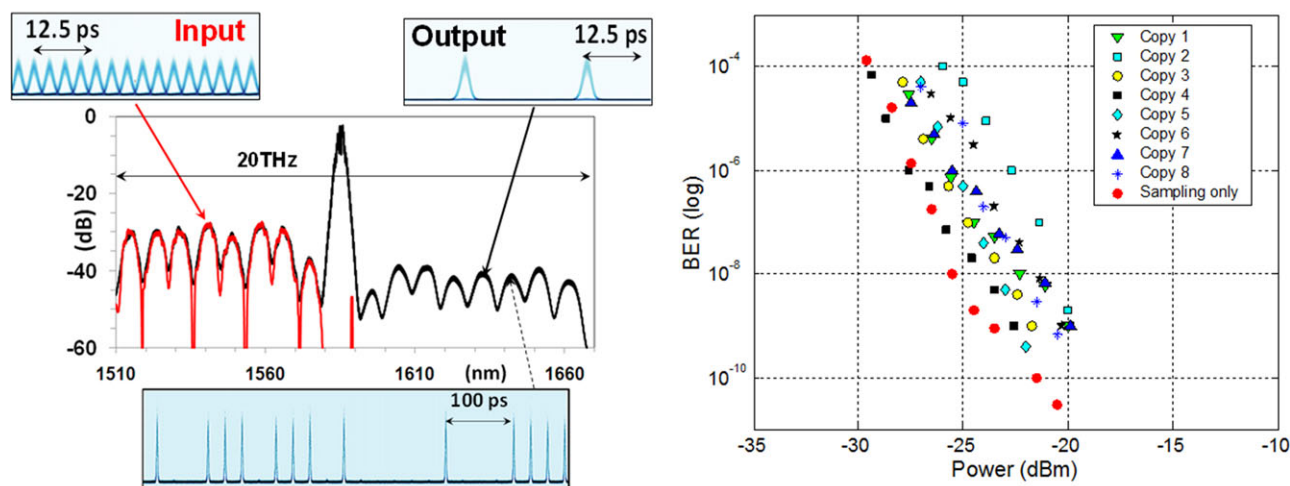 12.5 ps
Input
Output
12.5 ps
0
-20
(dB)
-40
-60
20THz
1510
1560
1610
(nm)
1660
100 ps
BER (log)
10-4
10-6
10-8
10-10
-35
-30
-25
-20
-15
-10
Power (dBm)
Copy 1
Copy 2
Copy 3
Copy 4
Copy 5
Copy 6
Copy 7
Copy 8
Sampling only